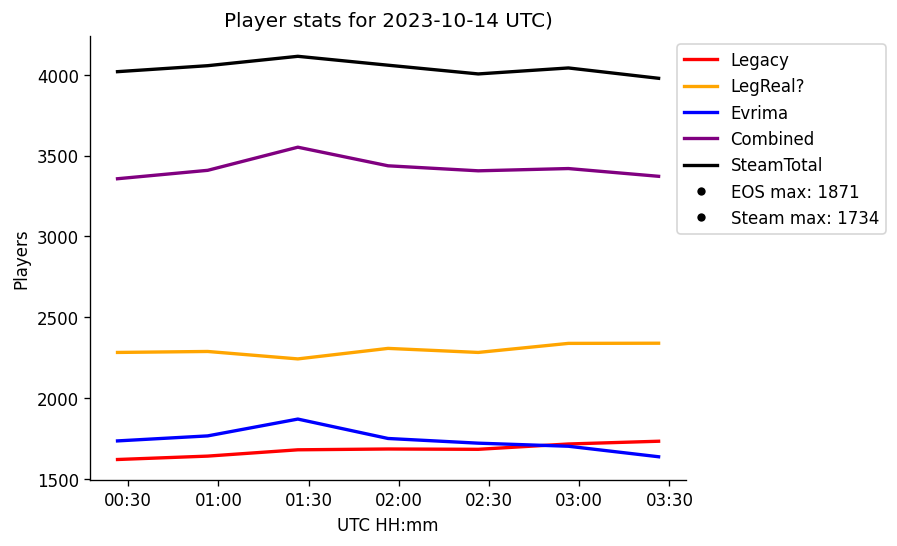 Player stats for 2023-10-14 UTC)
4000
3500
3000
2500
2000
1500
Players
00:30 01:00 01:30 02:00 02:30 03:00 03:30
UTC HH:mm
Legacy
LegReal?
Evrima
Combined
SteamTotal
EOS max: 1871
Steam max: 1734